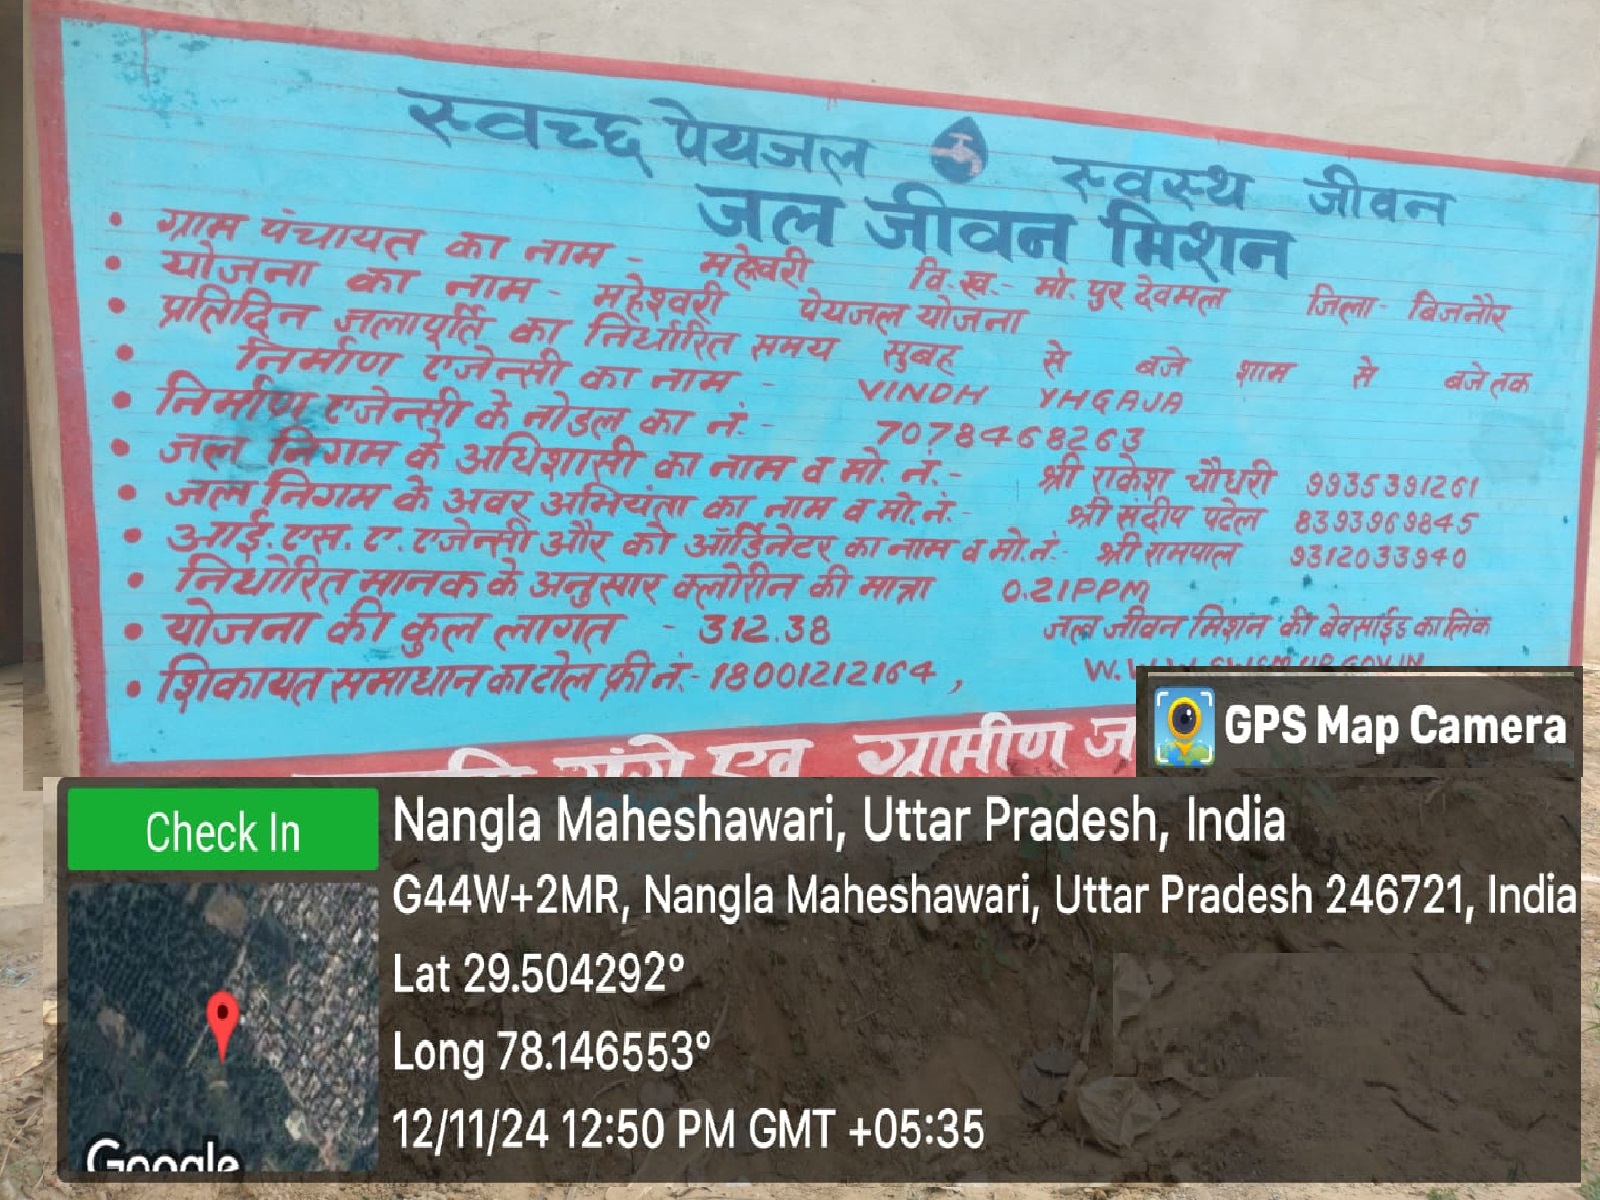 स्वच्छ पेयजल स्वस्थ जीवन
जल जीवन मिशन
• ग्राम पंचायत का नाम - महेश्वरी वि.ख.- मो. पुर देवमल जिला- बिजनौर
• योजना का नाम - महेश्वरी पेयजल योजना
• प्रतिदिन जलापूर्ति का निर्धारित समय सुबह से बजे शाम से बजे तक
• निर्माण एजेन्सी का नाम - VINDH YHGAJA
• निर्माण एजेन्सी के नोडल का नं.- 7078468263
• जल निगम के अधिशासी का नाम व मो. नं.- श्री राकेश चौधरी 9935391261
• जल निगम के अवर अभियंता का नाम व मो.नं.- श्री संदीप पटेल 8393969845
• आई.एस.ए.एजेन्सी और को ऑर्डिनेटर का नाम व मो.नं.- श्री रामपाल 9312033940
• निर्धारित मानक के अनुसार क्लोरीन की मात्रा 0.21PPM
• योजना की कुल लागत - 312.38 जल जीवन मिशन की बेवसाईड का लिंक
• शिकायत समाधान का टोल फ्री नं.- 18001212164 ,
एवं ग्रामीण
GPS Map Camera
Check In
Nangla Maheshawari, Uttar Pradesh, India
G44W+2MR, Nangla Maheshawari, Uttar Pradesh 246721, India
Lat 29.504292°
Long 78.146553°
12/11/24 12:50 PM GMT +05:35
Google